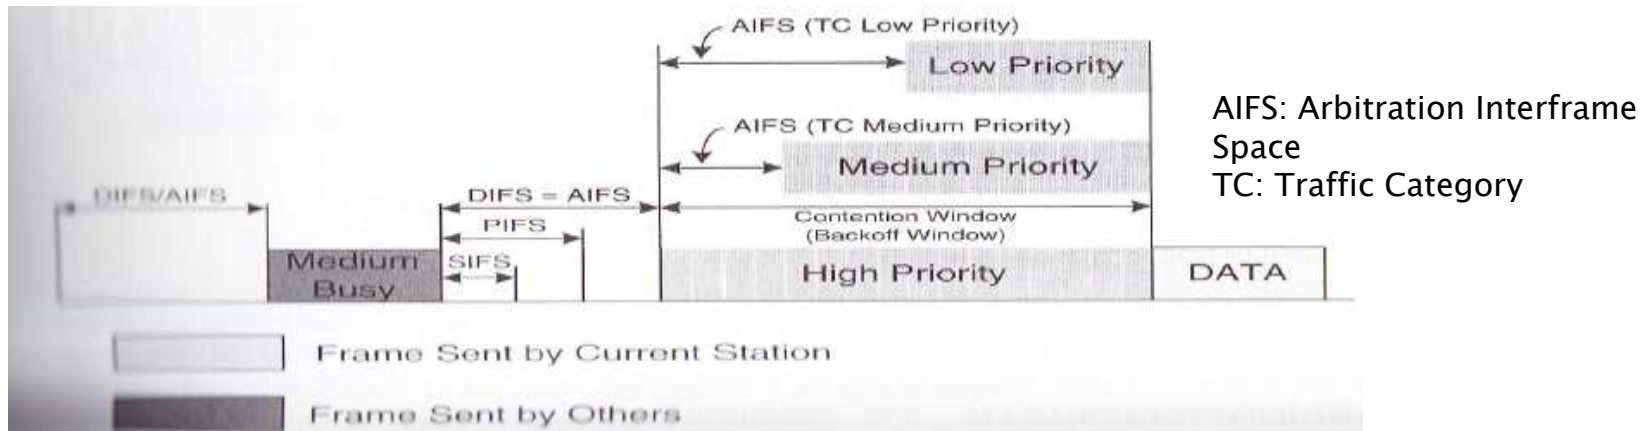 AIFS (TC Low Priority)
Low Priority
AIFS: Arbitration Interframe
Space
TC: Traffic Category
AIFS (TC Medium Priority)
Medium Priority
DIFS/AIFS
DIFS = AIFS
PIFS
SIFS
Contention Window
(Backoff Window)
Medium
Busy
High Priority
DATA
Frame Sent by Current Station
Frame Sent by Others